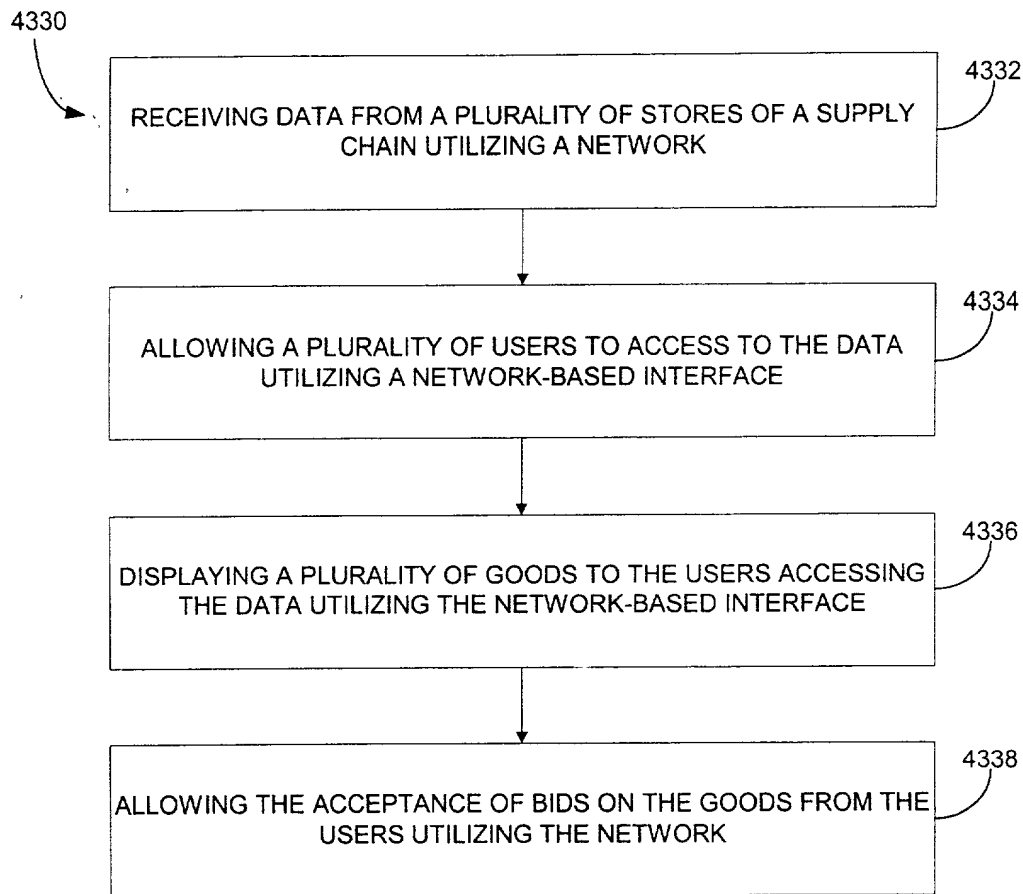 4330
4332
RECEIVING DATA FROM A PLURALITY OF STORES OF A SUPPLY
CHAIN UTILIZING A NETWORK
4334
ALLOWING A PLURALITY OF USERS TO ACCESS TO THE DATA
UTILIZING A NETWORK-BASED INTERFACE
4336
DISPLAYING A PLURALITY OF GOODS TO THE USERS ACCESSING
THE DATA UTILIZING THE NETWORK-BASED INTERFACE
4338
ALLOWING THE ACCEPTANCE OF BIDS ON THE GOODS FROM THE
USERS UTILIZING THE NETWORK